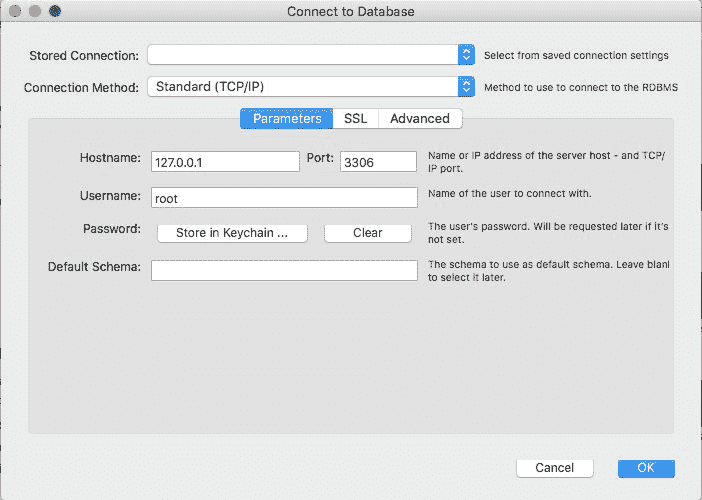 Connect to Database
Stored Connection:
Select from saved connection settings
Connection Method: Standard (TCP/IP)
Method to use to connect to the RDBMS
Parameters SSL Advanced
Hostname: 127.0.0.1 Port: 3306
Name or IP address of the server host - and TCP/
IP port.
Username: root
Name of the user to connect with.
Password: Store in Keychain ... Clear
The user's password. Will be requested later if it's
not set.
Default Schema:
The schema to use as default schema. Leave blank
to select it later.
Cancel OK